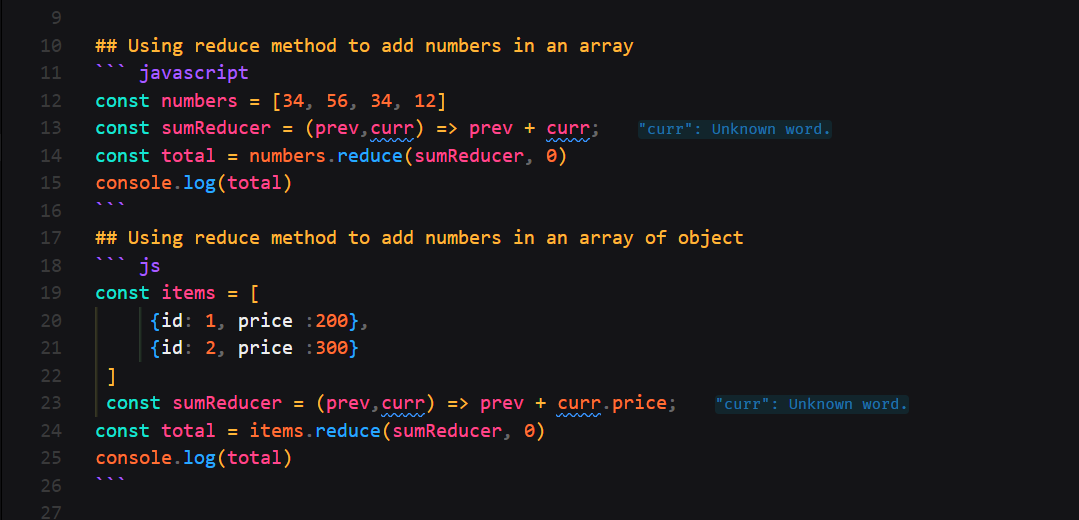 9
10 ## Using reduce method to add numbers in an array
11 ``` javascript
12 const numbers = [34, 56, 34, 12]
13 const sumReducer = (prev,curr) => prev + curr; "curr": Unknown word.
14 const total = numbers.reduce(sumReducer, 0)
15 console.log(total)
16 ```
17 ## Using reduce method to add numbers in an array of object
18 ``` js
19 const items = [
20     {id: 1, price :200},
21     {id: 2, price :300}
22  ]
23  const sumReducer = (prev,curr) => prev + curr.price; "curr": Unknown word.
24 const total = items.reduce(sumReducer, 0)
25 console.log(total)
26 ```
27